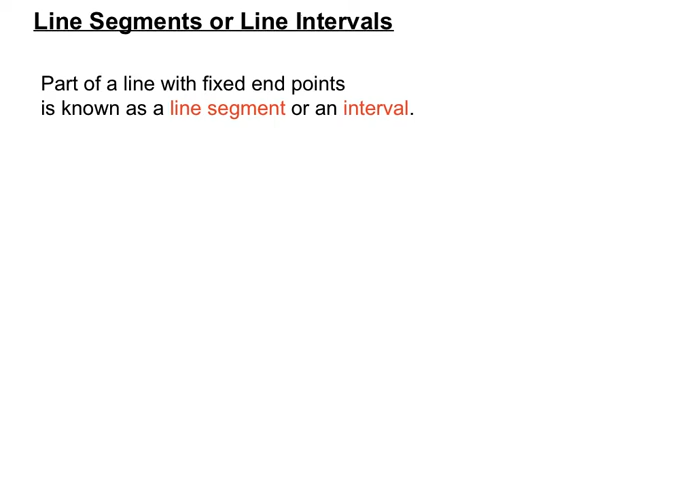 Line Segments or Line Intervals
Part of a line with fixed end points
is known as a line segment or an interval.